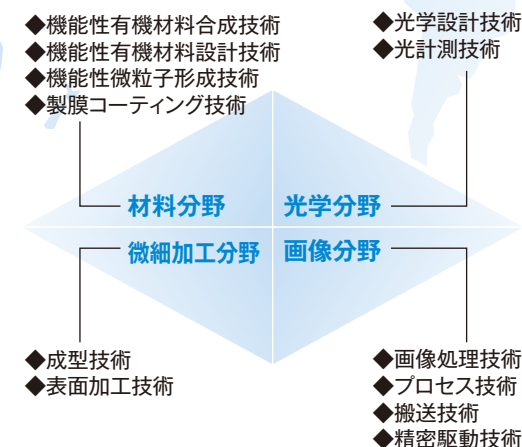 ◆機能性有機材料合成技術
◆機能性有機材料設計技術
◆機能性微粒子形成技術
◆製膜コーティング技術
◆光学設計技術
◆光計測技術
材料分野
光学分野
微細加工分野
画像分野
◆成型技術
◆表面加工技術
◆画像処理技術
◆プロセス技術
◆搬送技術
◆精密駆動技術